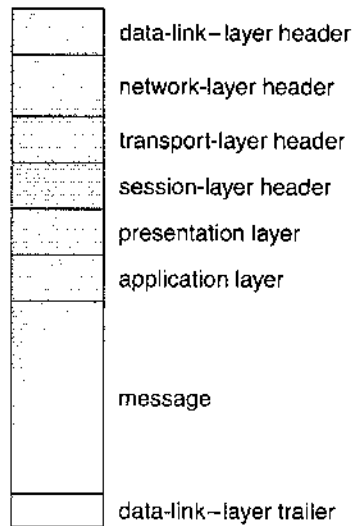 data-link–layer header
network-layer header
transport-layer header
session-layer header
presentation layer
application layer
message
data-link–layer trailer